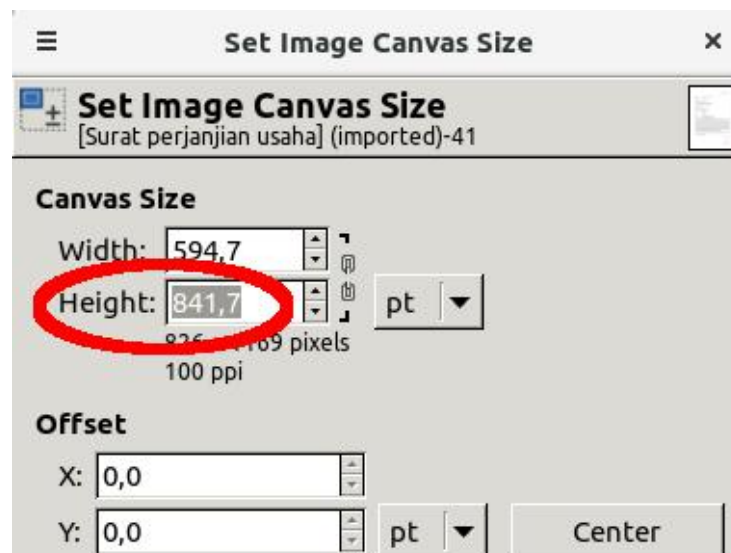 Set Image Canvas Size
Set Image Canvas Size
[Surat perjanjian usaha] (imported)-41
Canvas Size
Width: 594,7
Height: 841,7 pt
69 pixels
100 ppi
Offset
X: 0,0
Y: 0,0 pt Center